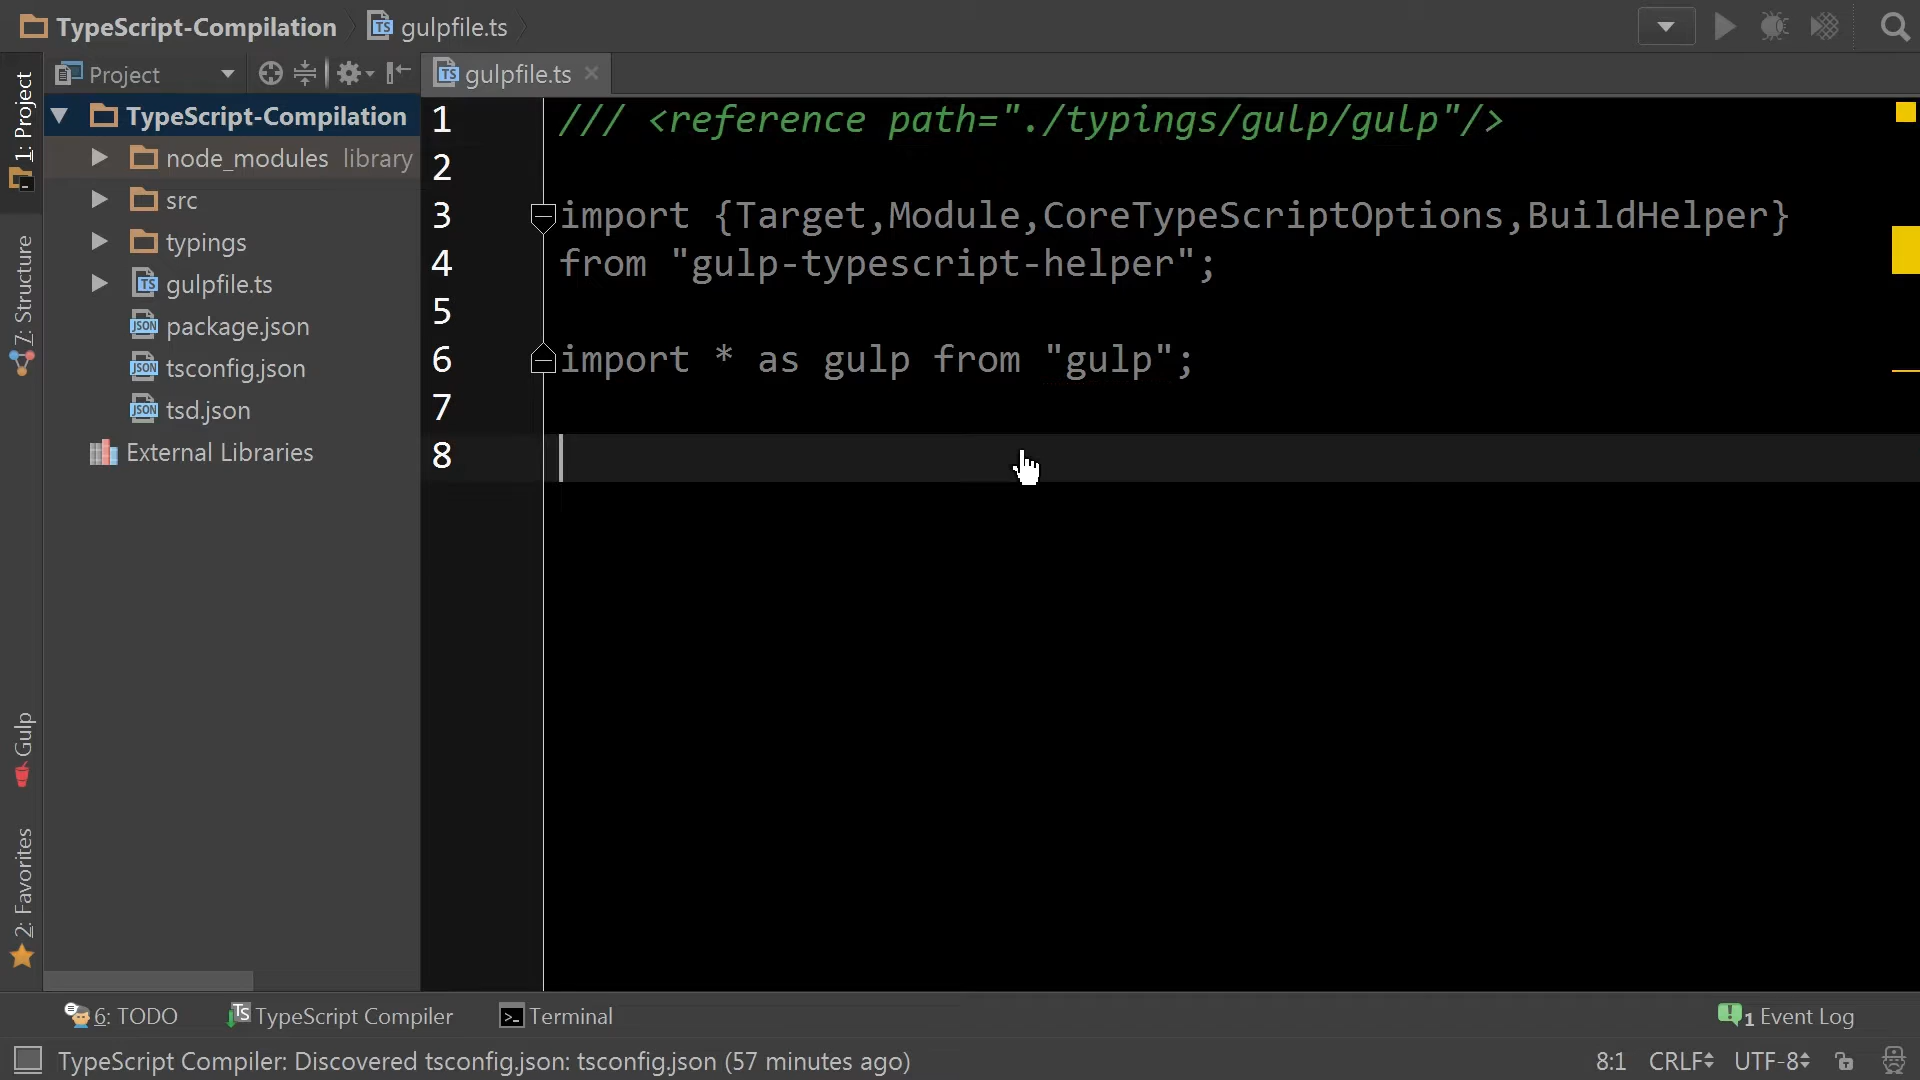 TypeScript-Compilation gulpfile.ts
1: Project
Project
gulpfile.ts
TypeScript-Compilation
node_modules library
src
typings
gulpfile.ts
package.json
tsconfig.json
tsd.json
External Libraries
7: Structure
Gulp
2: Favorites
1 /// <reference path="./typings/gulp/gulp"/>
2
3 import {Target,Module,CoreTypeScriptOptions,BuildHelper}
4 from "gulp-typescript-helper";
5
6 import * as gulp from "gulp";
7
8
6: TODO TypeScript Compiler Terminal 1 Event Log
TypeScript Compiler: Discovered tsconfig.json: tsconfig.json (57 minutes ago) 8:1 CRLF UTF-8